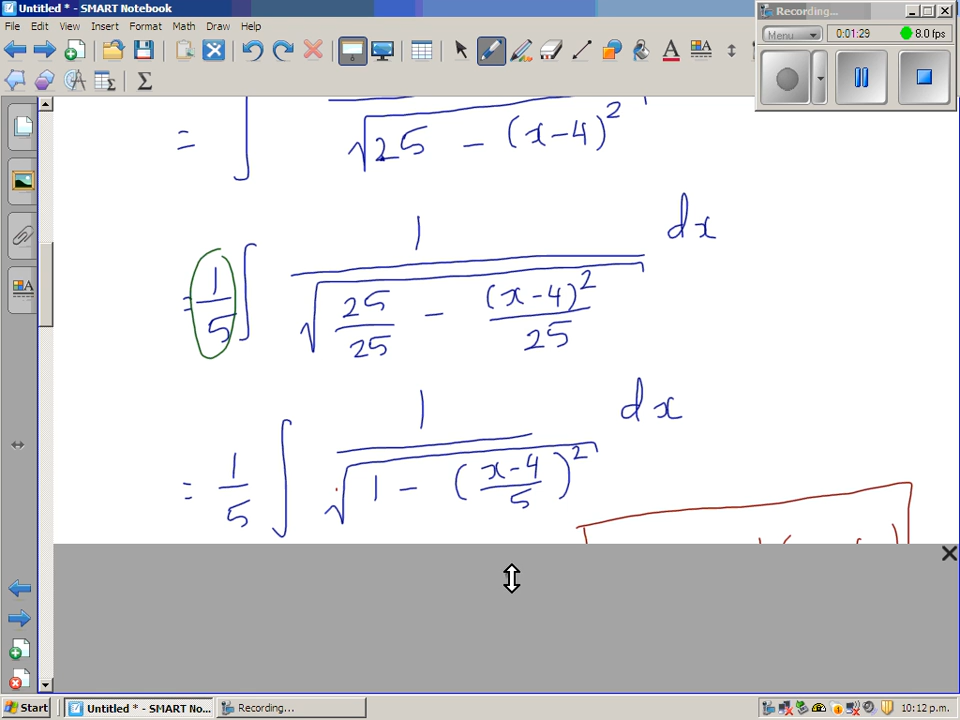 Untitled * - SMART Notebook
Recording...
File Edit View Insert Format Math Draw Help
Menu 0:01:29 8.0 fps
= ∫ / √(25 - (x-4)²)
= 1/5 ∫ 1 / √(25/25 - (x-4)²/25) dx
= 1/5 ∫ 1 / √(1 - ((x-4)/5)²) dx
Start Untitled * - SMART No... Recording... 10:12 p.m.